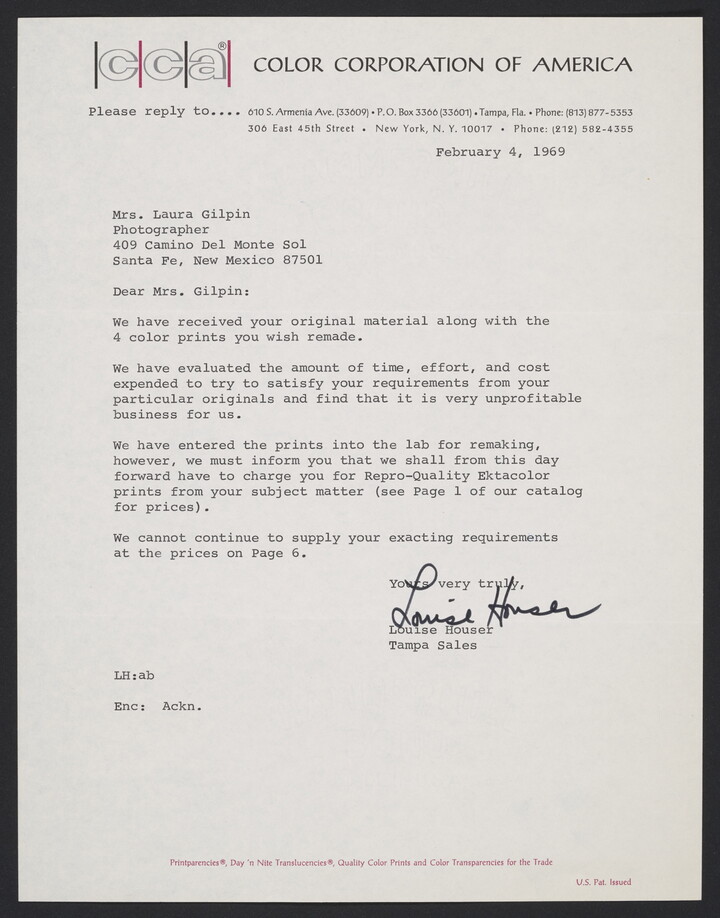 cca® COLOR CORPORATION OF AMERICA
Please reply to.... 610 S. Armenia Ave. (33609) • P. O. Box 3366 (33601) • Tampa, Fla. • Phone: (813) 877-5353
306 East 45th Street • New York, N. Y. 10017 • Phone: (212) 582-4355
February 4, 1969
Mrs. Laura Gilpin
Photographer
409 Camino Del Monte Sol
Santa Fe, New Mexico 87501
Dear Mrs. Gilpin:
We have received your original material along with the
4 color prints you wish remade.
We have evaluated the amount of time, effort, and cost
expended to try to satisfy your requirements from your
particular originals and find that it is very unprofitable
business for us.
We have entered the prints into the lab for remaking,
however, we must inform you that we shall from this day
forward have to charge you for Repro-Quality Ektacolor
prints from your subject matter (see Page 1 of our catalog
for prices).
We cannot continue to supply your exacting requirements
at the prices on Page 6.
Yours very truly,
Louise Houser
Louise Houser
Tampa Sales
LH:ab
Enc: Ackn.
Printparencies®, Day 'n Nite Translucencies®, Quality Color Prints and Color Transparencies for the Trade
U.S. Pat. Issued